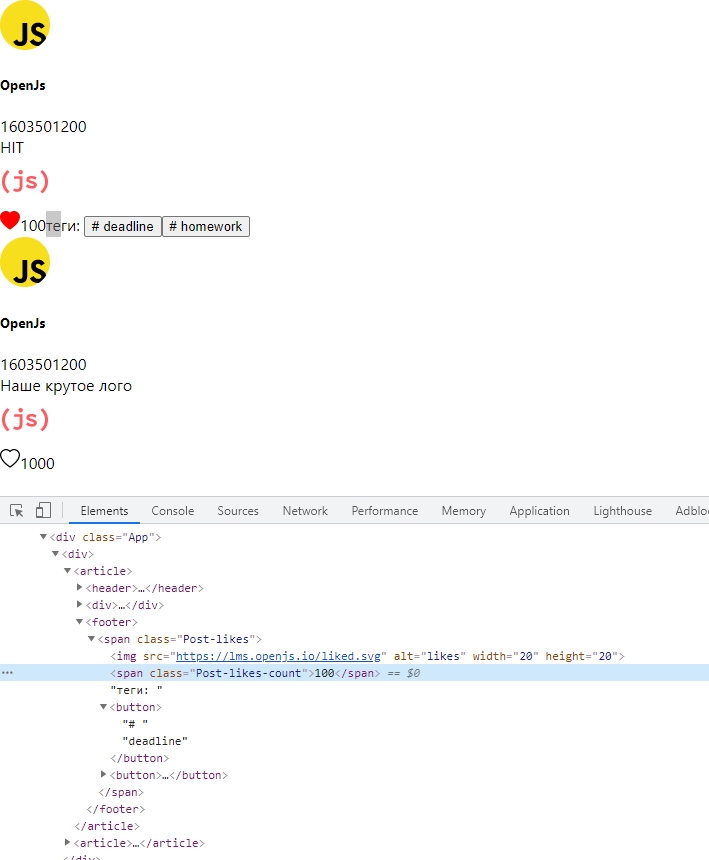 JS
OpenJs
1603501200
HIT
(js)
100теги: # deadline # homework
JS
OpenJs
1603501200
Наше крутое лого
(js)
1000
Elements Console Sources Network Performance Memory Application Lighthouse Adblo
<div class="App">
<div>
<article>
<header>…</header>
<div>…</div>
<footer>
<span class="Post-likes">
<img src="https://lms.openjs.io/liked.svg" alt="likes" width="20" height="20">
<span class="Post-likes-count">100</span> == $0
"теги: "
<button>
"# "
"deadline"
</button>
<button>…</button>
</span>
</footer>
</article>
<article>…</article>
</div>